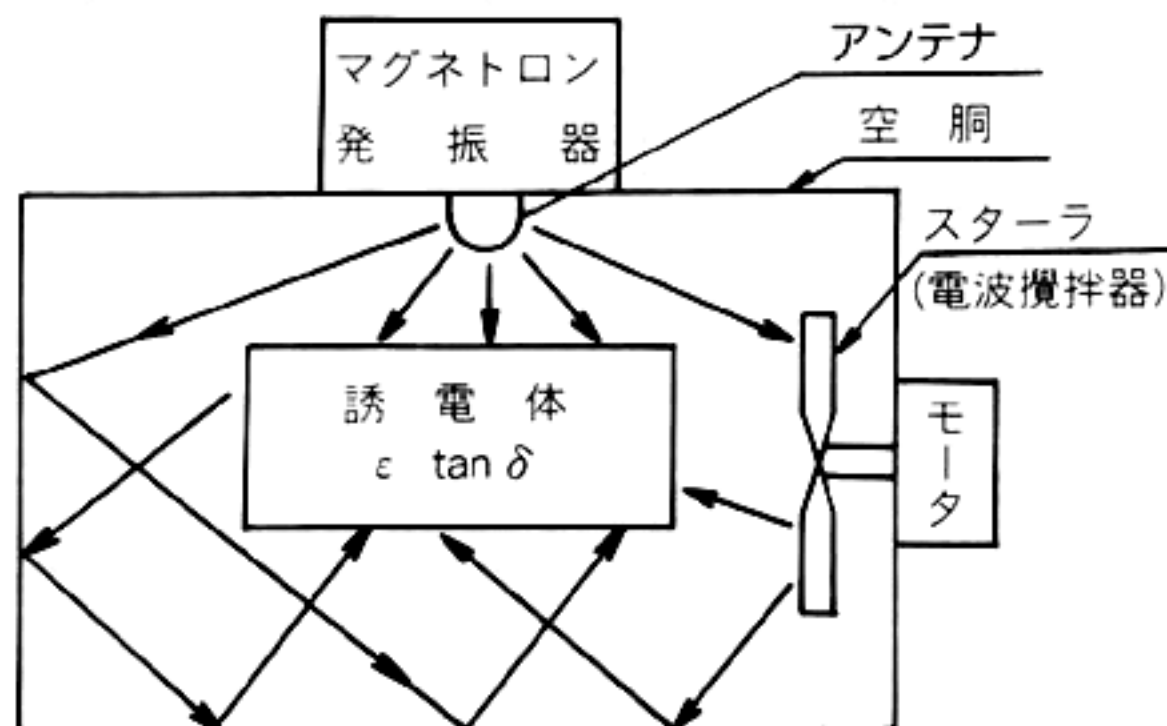 マグネトロン
発振器
アンテナ
空胴
スターラ
(電波攪拌器)
誘電体
ε tan δ
モータ